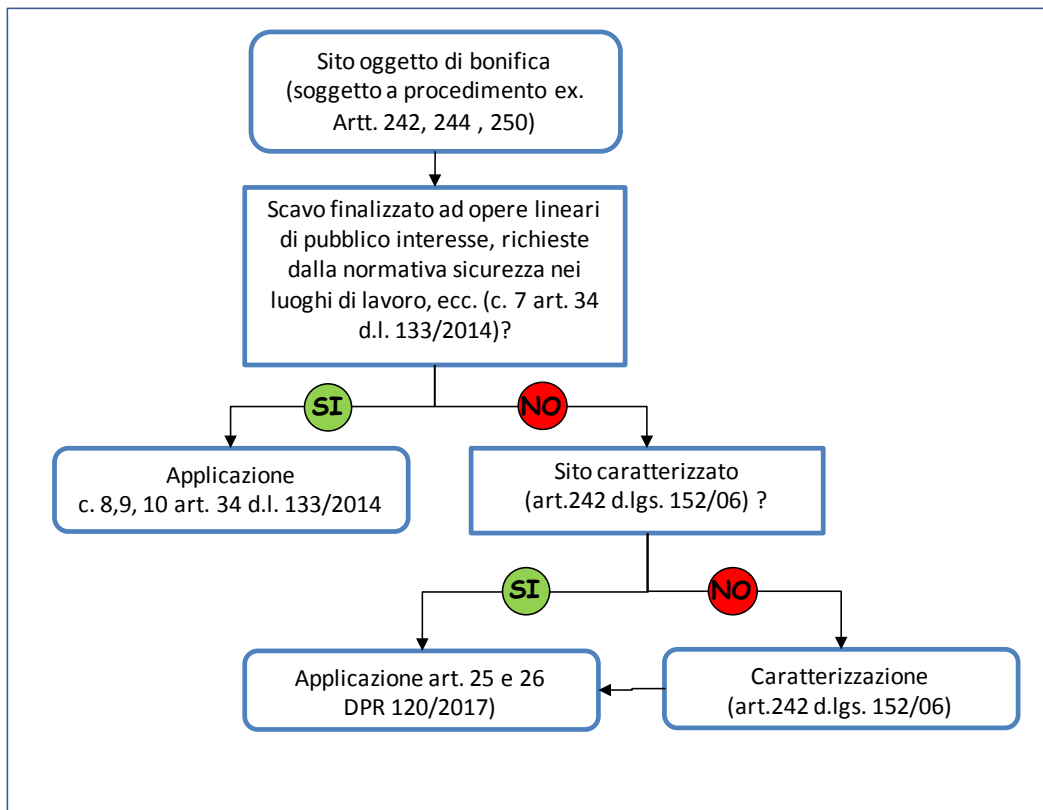 Sito oggetto di bonifica
(soggetto a procedimento ex.
Artt. 242, 244 , 250)
Scavo finalizzato ad opere lineari
di pubblico interesse, richieste
dalla normativa sicurezza nei
luoghi di lavoro, ecc. (c. 7 art. 34
d.l. 133/2014)?
SI
NO
Applicazione
c. 8,9, 10 art. 34 d.l. 133/2014
Sito caratterizzato
(art.242 d.lgs. 152/06) ?
SI
NO
Applicazione art. 25 e 26
DPR 120/2017)
Caratterizzazione
(art.242 d.lgs. 152/06)